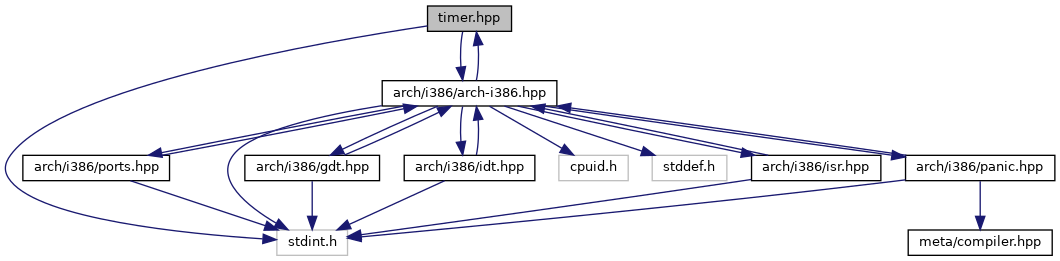 timer.hpp
arch/i386/arch-i386.hpp
arch/i386/ports.hpp
arch/i386/gdt.hpp
arch/i386/idt.hpp
cpuid.h
stddef.h
arch/i386/isr.hpp
arch/i386/panic.hpp
stdint.h
meta/compiler.hpp